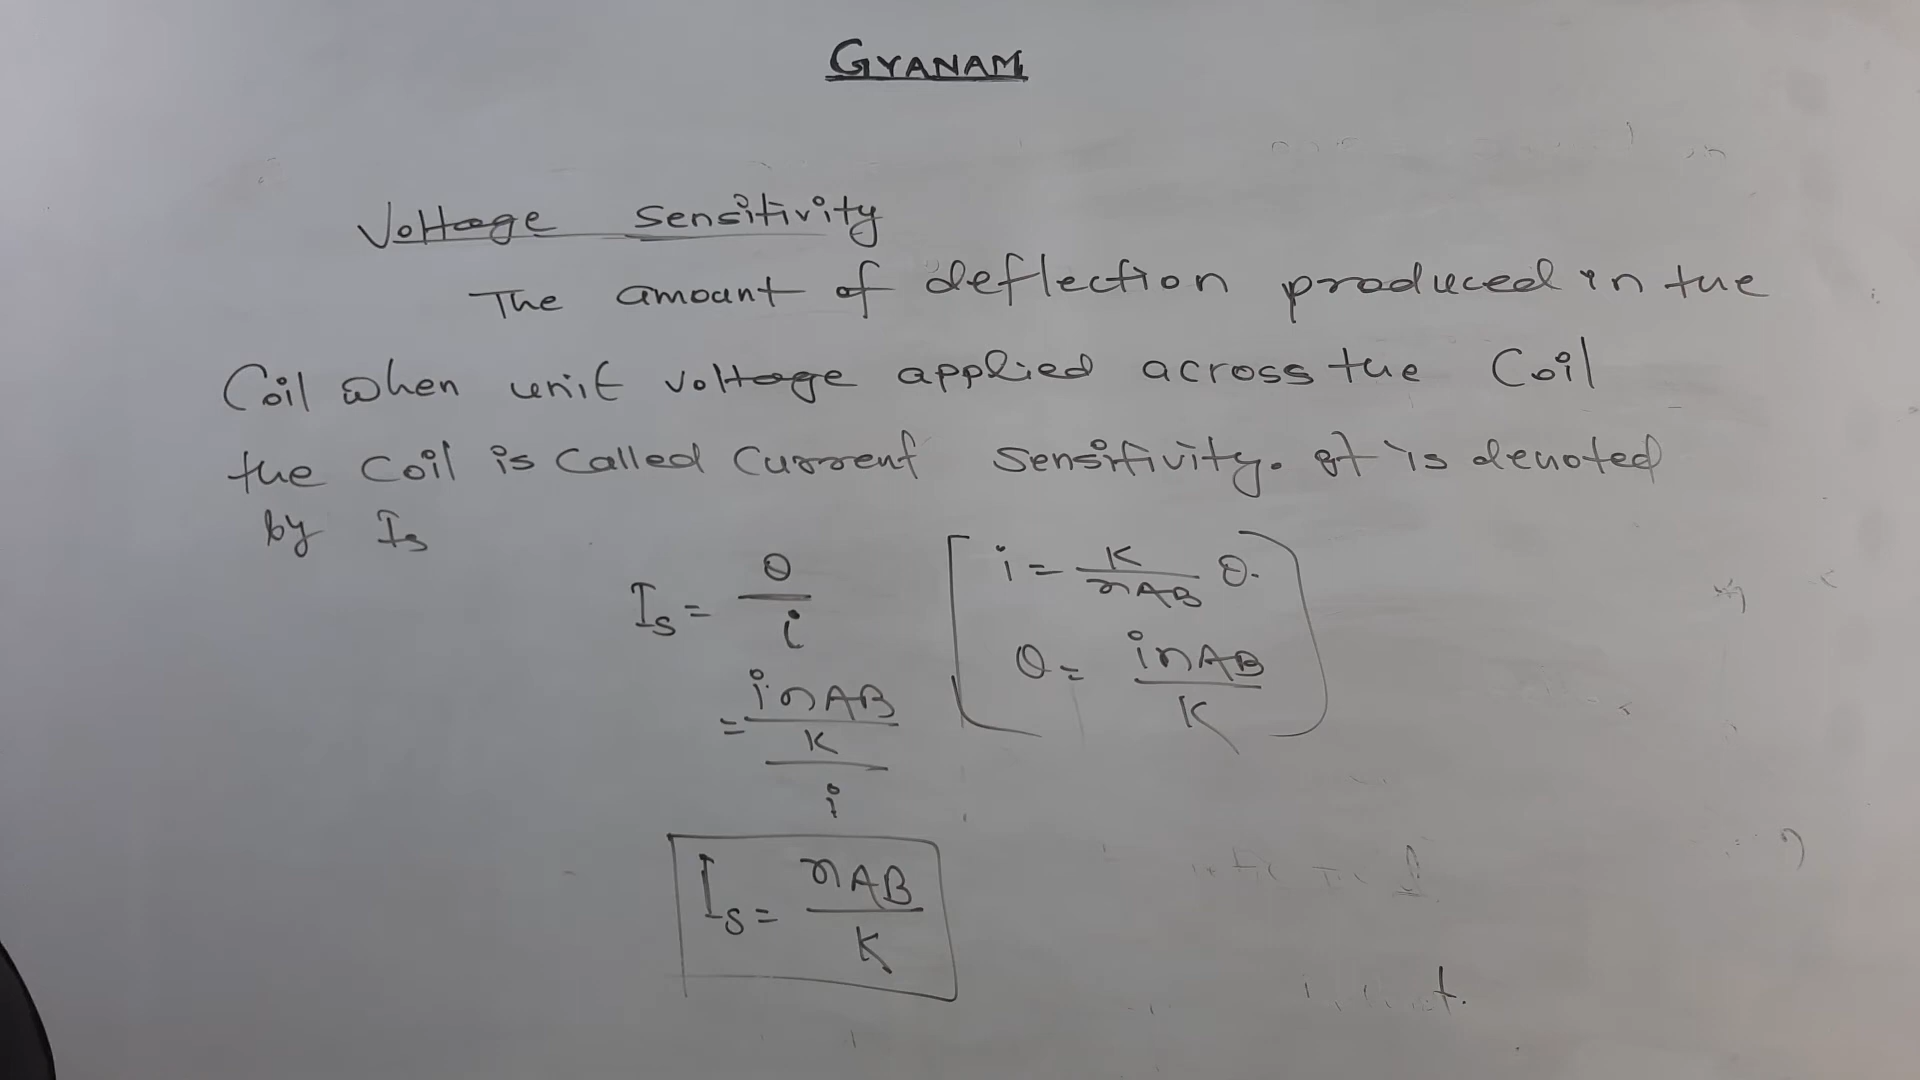 GYANAM
Voltage Sensitivity
The amount of deflection produced in the
Coil when unit voltage applied across the Coil
the Coil is Called Current Sensitivity. It is denoted
by Is
Is = θ / i
[ i = K / nAB θ.
θ = inAB / K ]
= inAB / K / i
Is = nAB / K